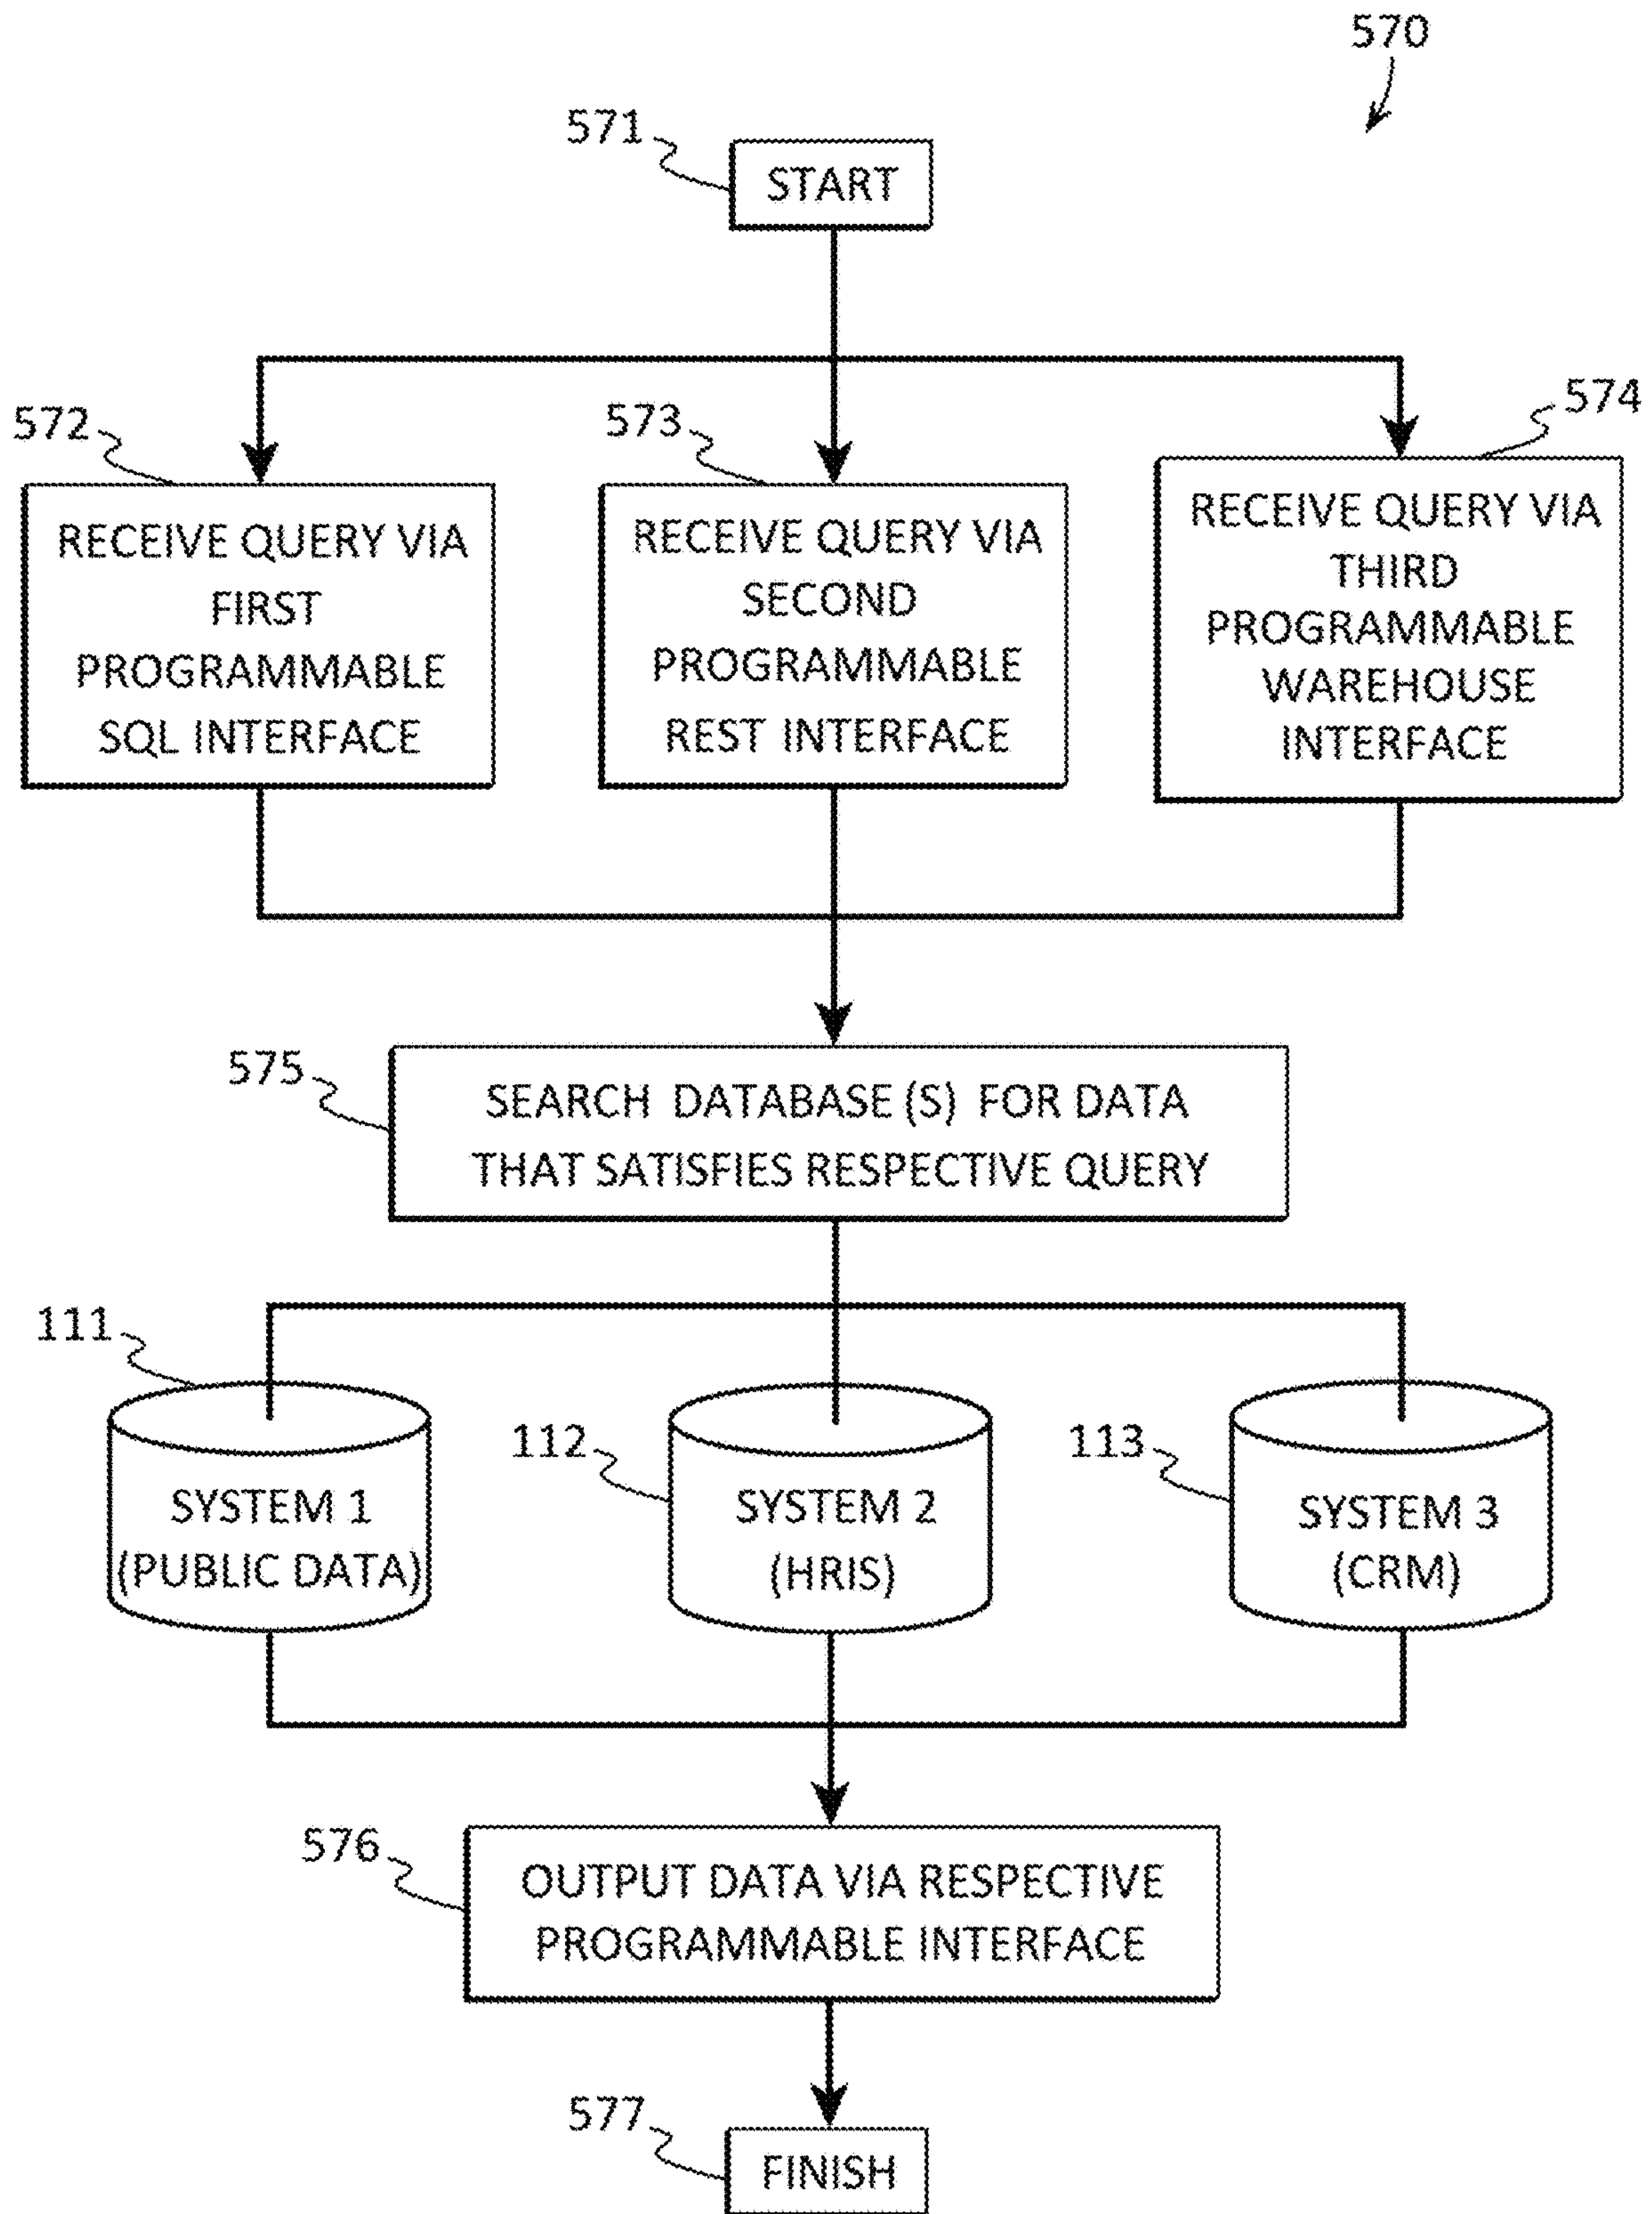 570
571
START
572
RECEIVE QUERY VIA
FIRST
PROGRAMMABLE
SQL INTERFACE
573
RECEIVE QUERY VIA
SECOND
PROGRAMMABLE
REST INTERFACE
574
RECEIVE QUERY VIA
THIRD
PROGRAMMABLE
WAREHOUSE
INTERFACE
575
SEARCH DATABASE (S) FOR DATA
THAT SATISFIES RESPECTIVE QUERY
111
SYSTEM 1
(PUBLIC DATA)
112
SYSTEM 2
(HRIS)
113
SYSTEM 3
(CRM)
576
OUTPUT DATA VIA RESPECTIVE
PROGRAMMABLE INTERFACE
577
FINISH